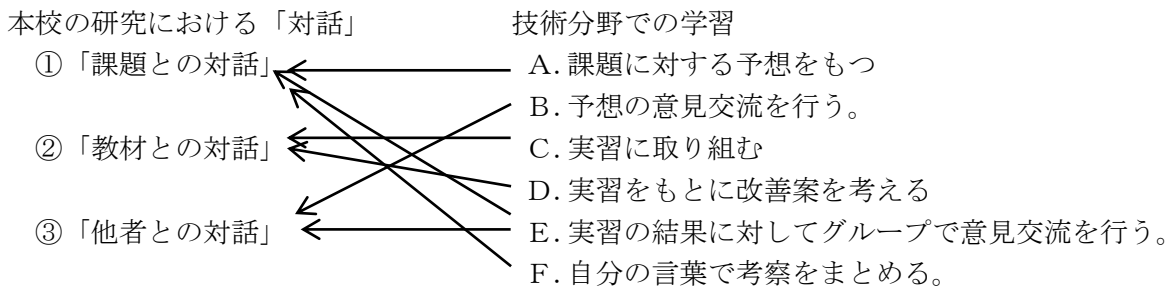 本校の研究における「対話」 技術分野での学習
①「課題との対話」 A.課題に対する予想をもつ
B.予想の意見交流を行う。
②「教材との対話」 C.実習に取り組む
D.実習をもとに改善案を考える
③「他者との対話」 E.実習の結果に対してグループで意見交流を行う。
F.自分の言葉で考察をまとめる。